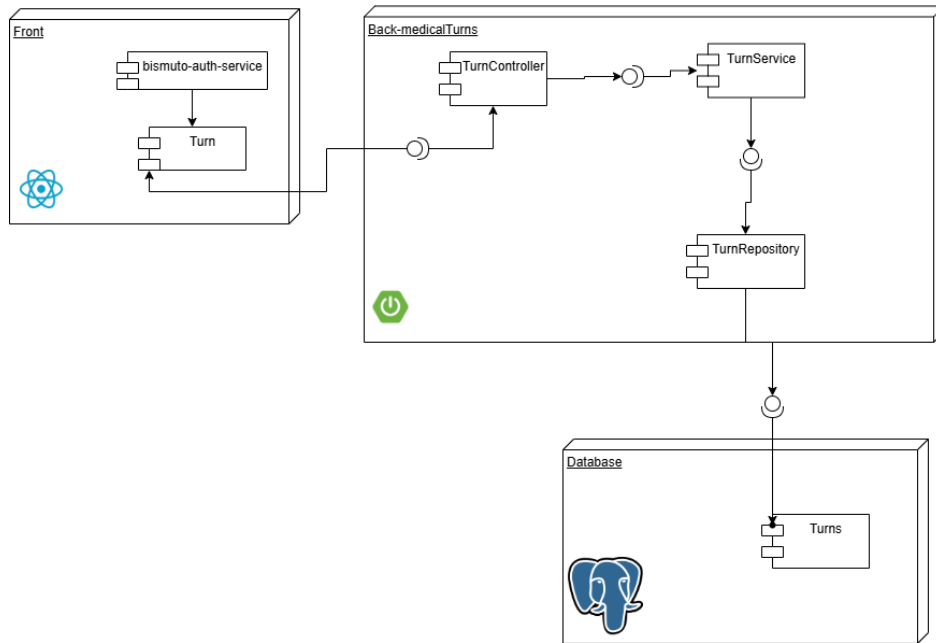 Front
bismuto-auth-service
Turn
Back-medicalTurns
TurnController
TurnService
TurnRepository
Database
Turns